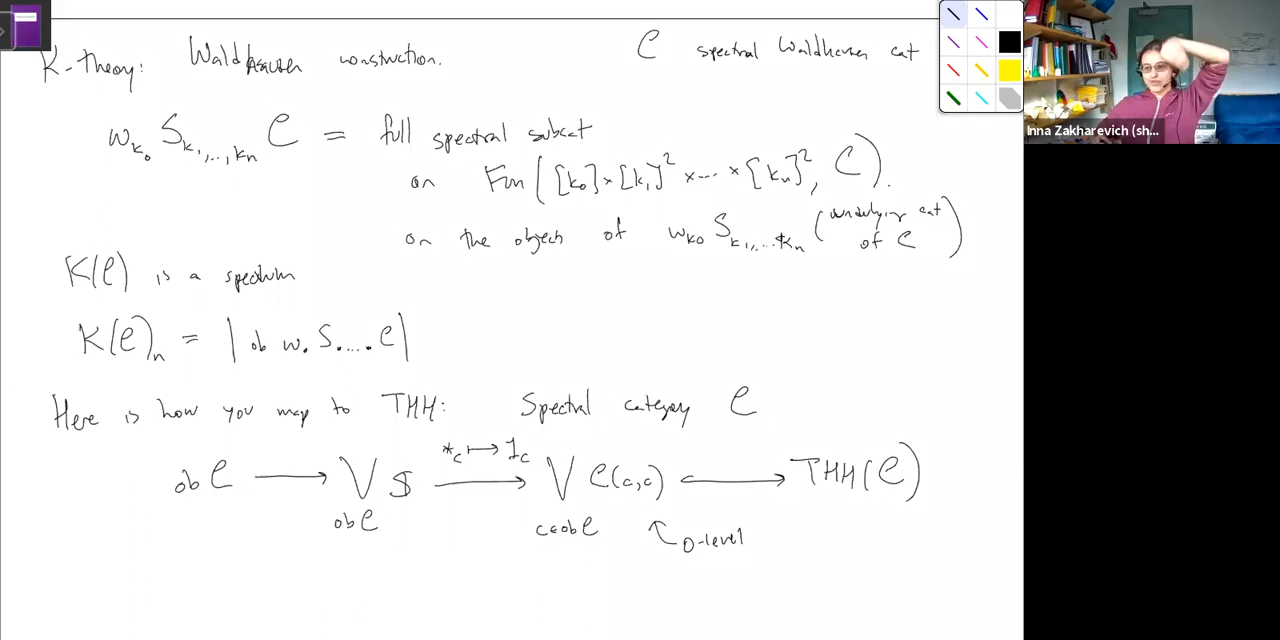 K-theory: Waldhausen construction. C spectral Waldhausen cat
w_{k_0} S_{k_1,...,k_n} C = full spectral subcat
on Fun([k_0] × [k_1]^2 × ... × [k_n]^2, C).
on the objects of w_{k_0} S_{k_1,...,k_n} (underlying cat of C)
K(C) is a spectrum
K(C)_n = | ob w. S.....C |
Here is how you map to THH: Spectral category C
*_c ↦ 1_c
ob C → ⋁ $ → ⋁ C(c,c) → THH(C)
ob C c∈ob C 0-level
Inna Zakharevich (sh...